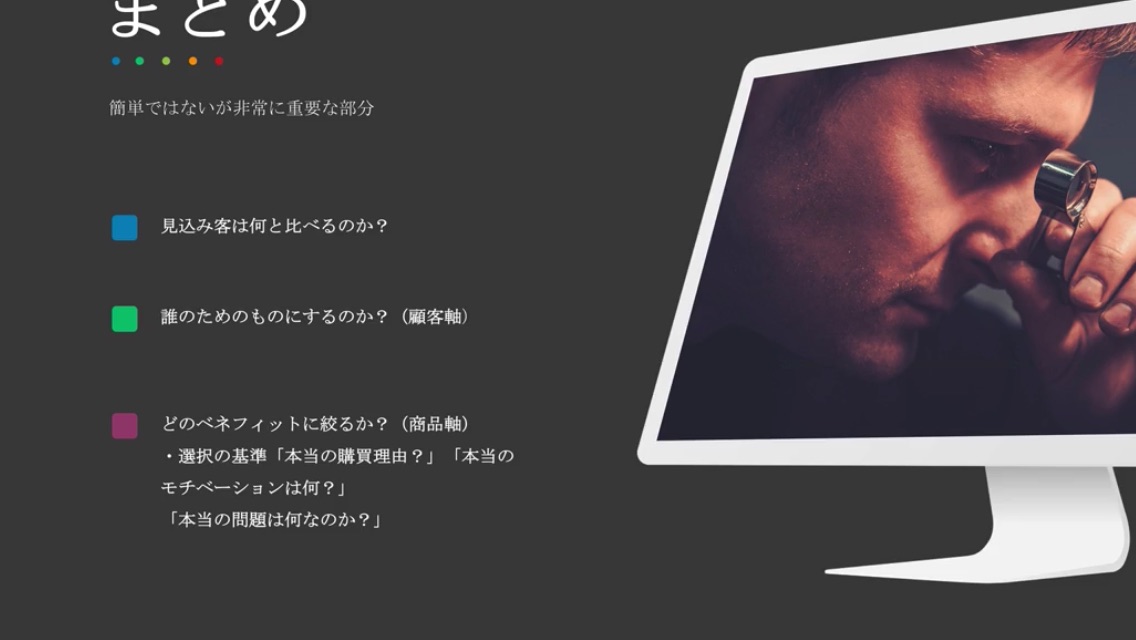 まとめ
簡単ではないが非常に重要な部分
見込み客は何と比べるのか？
誰のためのものにするのか？（顧客軸）
どのベネフィットに絞るか？（商品軸）
・選択の基準「本当の購買理由？」「本当の
モチベーションは何？」
「本当の問題は何なのか？」